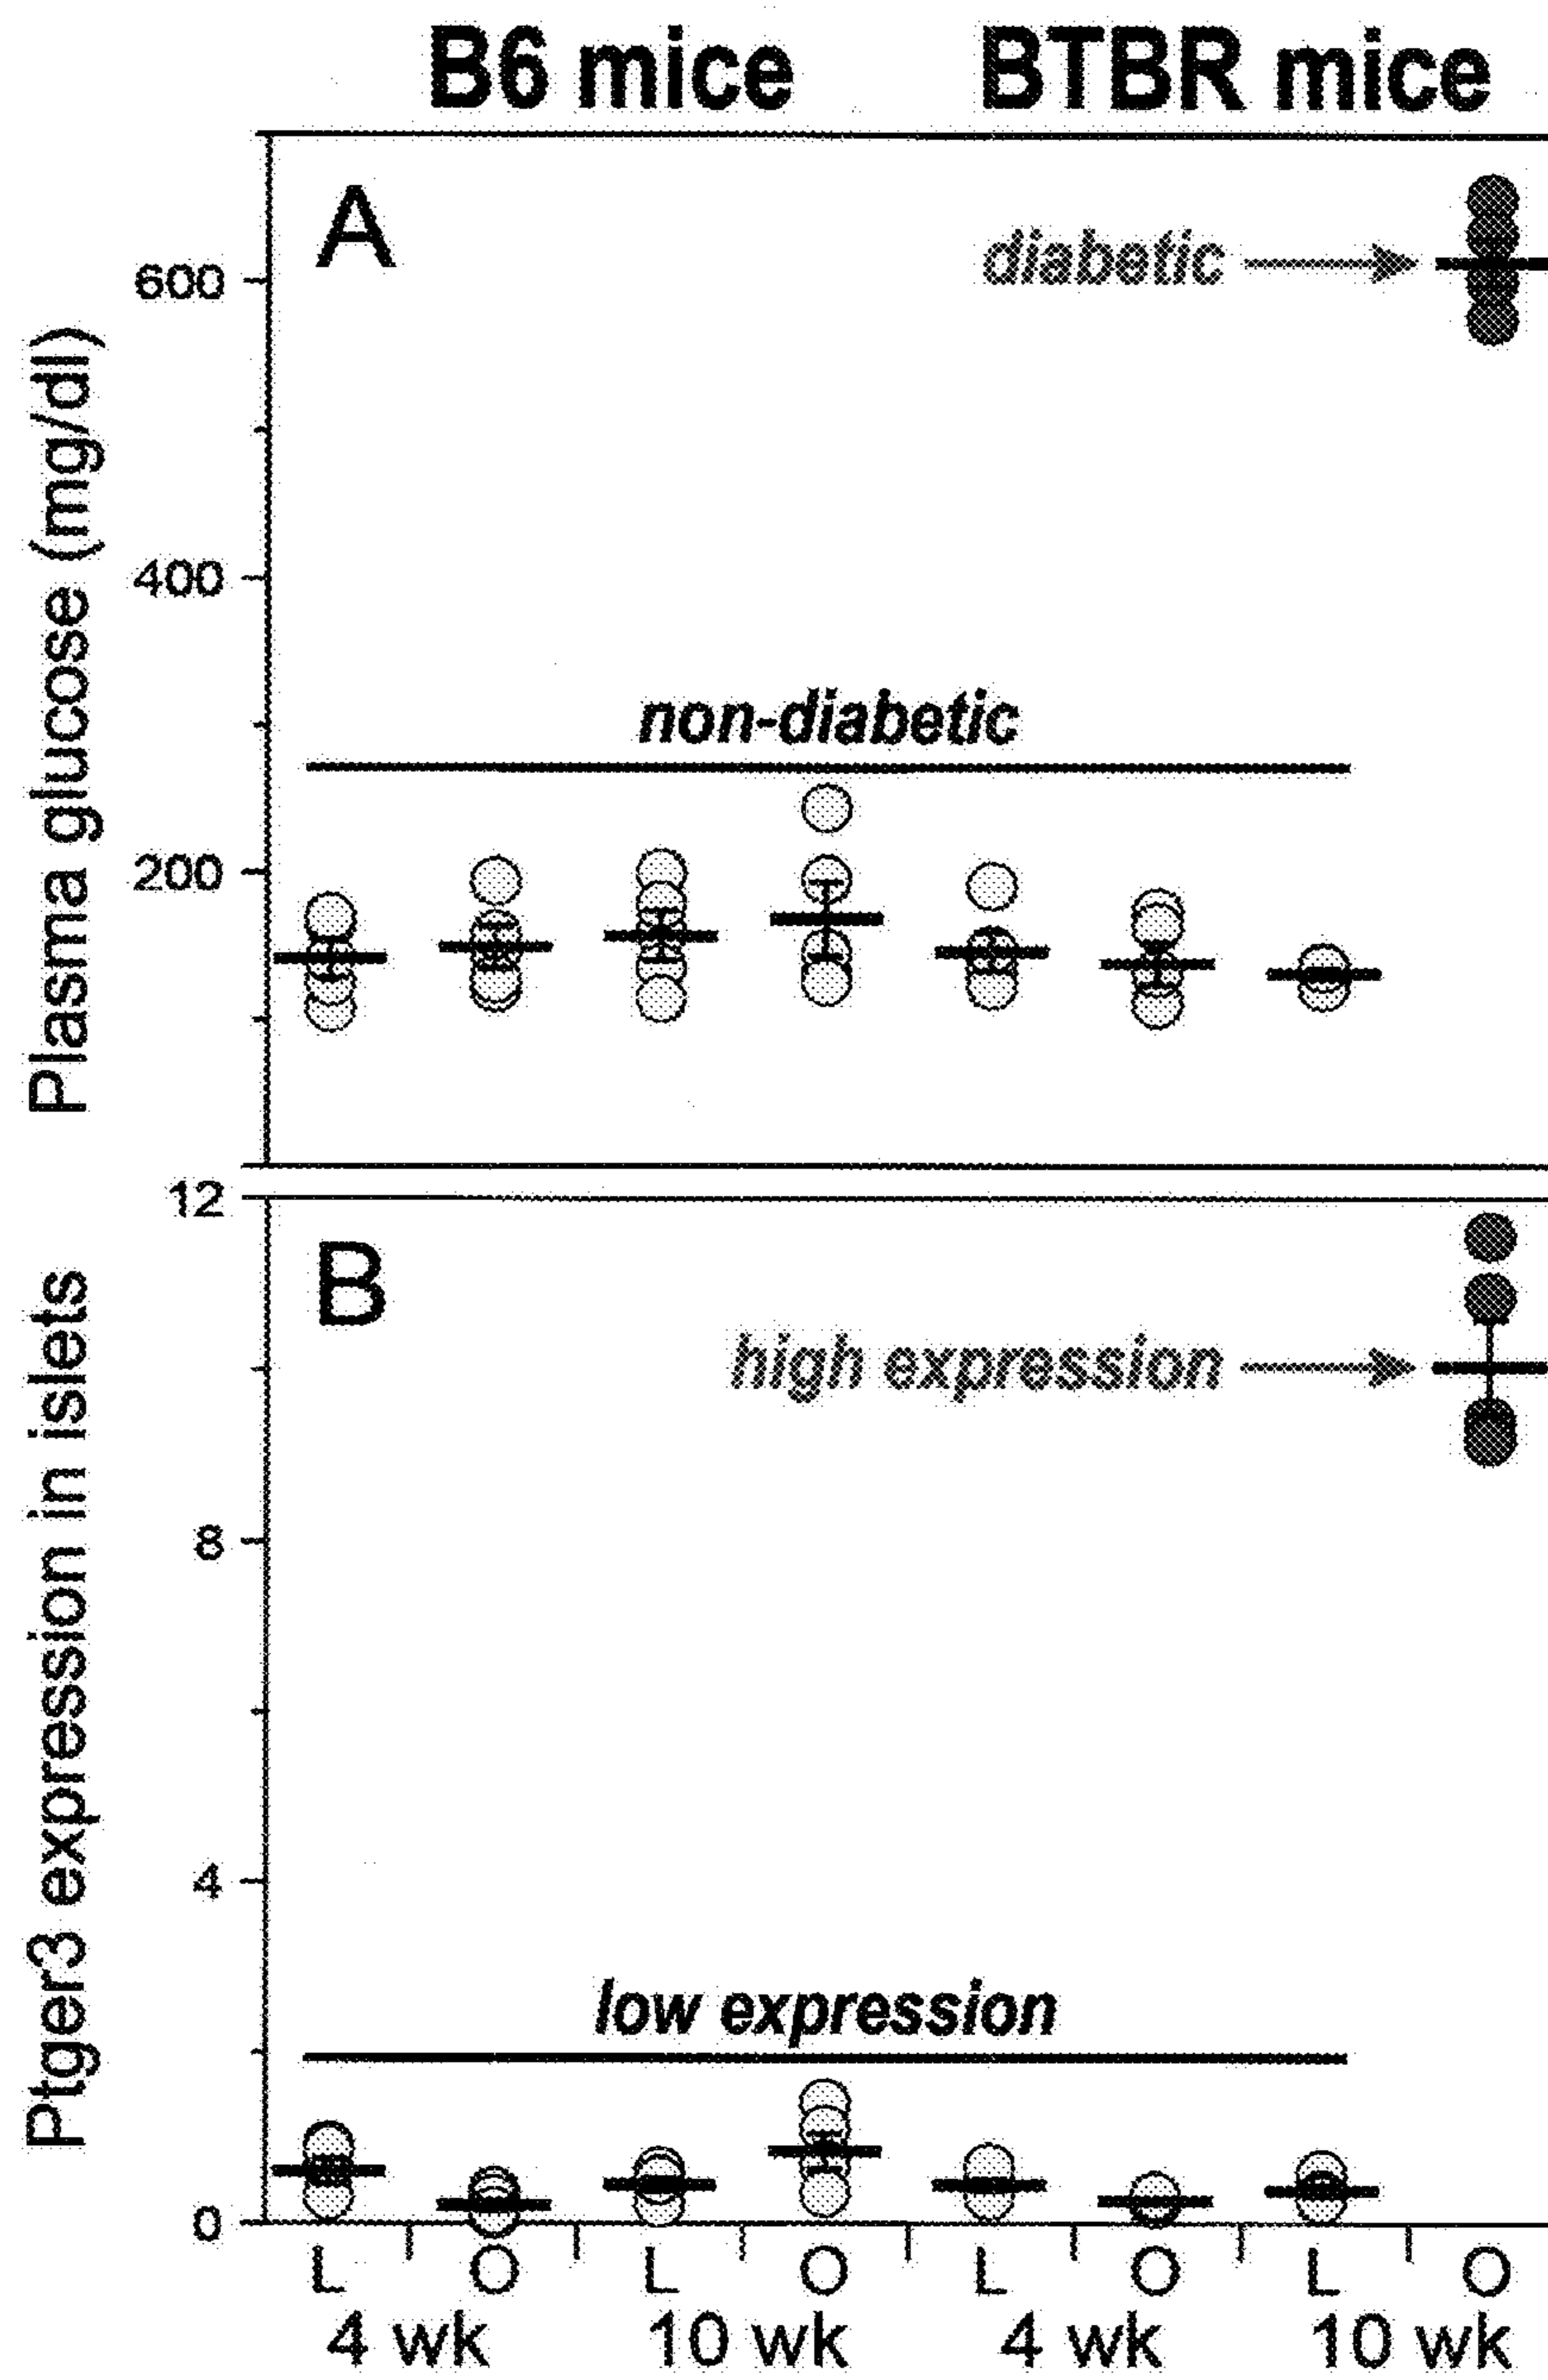 B6 mice BTBR mice
A
Plasma glucose (mg/dl)
600
400
200
diabetic
non-diabetic
B
Ptger3 expression in islets
12
8
4
0
high expression
low expression
L O L O L O L O
4 wk 10 wk 4 wk 10 wk